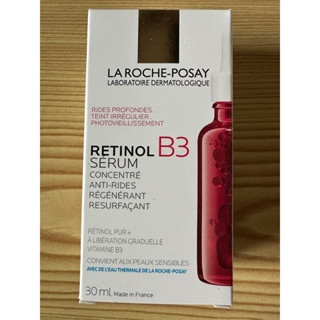 LA ROCHE-POSAY
LABORATOIRE DERMATOLOGIQUE
RIDES PROFONDES
TEINT IRRÉGULIER
PHOTOVIEILLISSEMENT
RETINOL B3
SÉRUM
CONCENTRÉ
ANTI-RIDES
RÉGÉNÉRANT
RESURFAÇANT
RÉTINOL PUR +
À LIBÉRATION GRADUELLE
VITAMINE B3
CONVIENT AUX PEAUX SENSIBLES
AVEC DE L'EAU THERMALE DE LA ROCHE-POSAY
30 ml Made in France